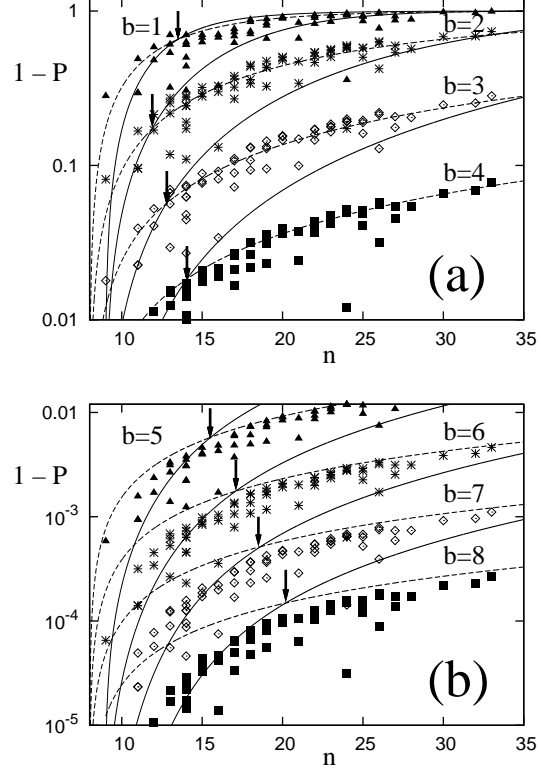 1
b=1
b=2
1 – P
b=3
0.1
b=4
(a)
0.01
10 15 20 25 30 35
n
0.01
b=5
b=6
1 – P
10⁻³
b=7
b=8
10⁻⁴
(b)
10⁻⁵
10 15 20 25 30 35
n